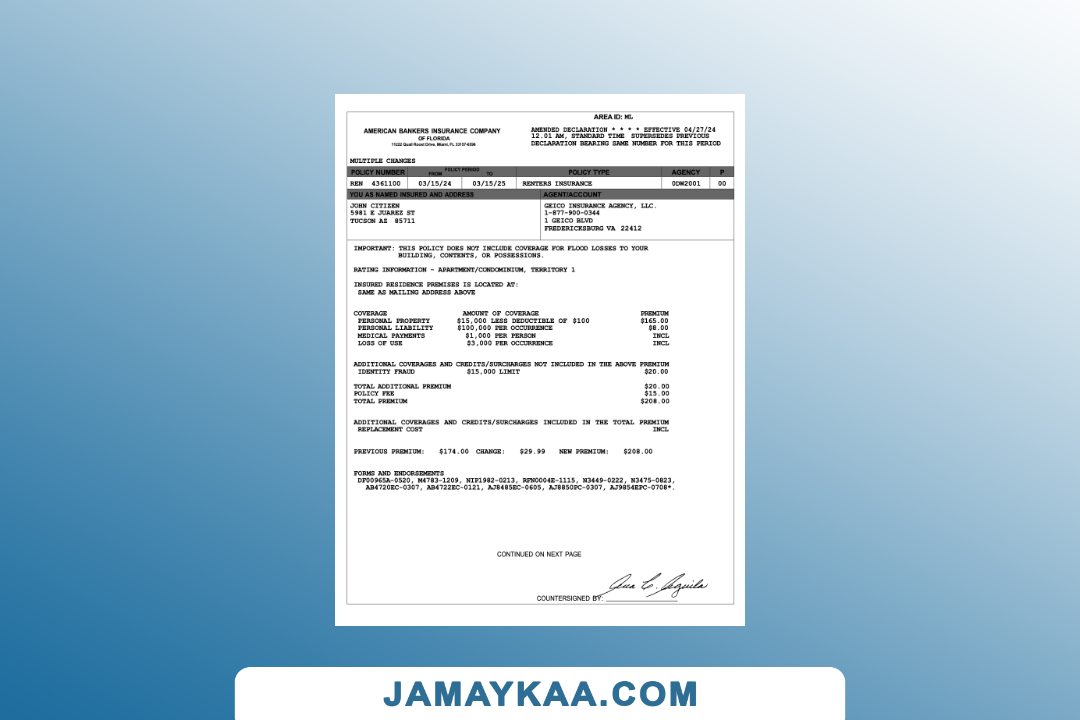 AREA ID: ML
AMERICAN BANKERS INSURANCE COMPANY
OF FLORIDA
11222 Quail Roost Drive, Miami, FL 33157-6596
AMENDED DECLARATION * * * * EFFECTIVE 04/27/24
12.01 AM, STANDARD TIME SUPERSEDES PREVIOUS
DECLARATION BEARING SAME NUMBER FOR THIS PERIOD
MULTIPLE CHANGES
POLICY NUMBER FROM POLICY PERIOD TO POLICY TYPE AGENCY P
REN 4361100 03/15/24 03/15/25 RENTERS INSURANCE 0DW2001 00
YOU AS NAMED INSURED AND ADDRESS AGENT/ACCOUNT
JOHN CITIZEN
5981 E JUAREZ ST
TUCSON AZ 85711
GEICO INSURANCE AGENCY, LLC.
1-877-900-0344
1 GEICO BLVD
FREDERICKSBURG VA 22412
IMPORTANT: THIS POLICY DOES NOT INCLUDE COVERAGE FOR FLOOD LOSSES TO YOUR
BUILDING, CONTENTS, OR POSSESSIONS.
RATING INFORMATION - APARTMENT/CONDOMINIUM, TERRITORY 1
INSURED RESIDENCE PREMISES IS LOCATED AT:
SAME AS MAILING ADDRESS ABOVE
COVERAGE AMOUNT OF COVERAGE PREMIUM
PERSONAL PROPERTY $15,000 LESS DEDUCTIBLE OF $100 $165.00
PERSONAL LIABILITY $100,000 PER OCCURRENCE $8.00
MEDICAL PAYMENTS $1,000 PER PERSON INCL
LOSS OF USE $3,000 PER OCCURRENCE INCL
ADDITIONAL COVERAGES AND CREDITS/SURCHARGES NOT INCLUDED IN THE ABOVE PREMIUM
IDENTITY FRAUD $15,000 LIMIT $20.00
TOTAL ADDITIONAL PREMIUM $20.00
POLICY FEE $15.00
TOTAL PREMIUM $208.00
ADDITIONAL COVERAGES AND CREDITS/SURCHARGES INCLUDED IN THE TOTAL PREMIUM
REPLACEMENT COST INCL
PREVIOUS PREMIUM: $174.00 CHANGE: $29.99 NEW PREMIUM: $208.00
FORMS AND ENDORSEMENTS
DF00965A-0520, M4783-1209, NIP1982-0213, RFN0004E-1115, N3449-0222, N3475-0823,
AB4720EC-0307, AB4722EC-0121, AJ8485EC-0605, AJ8850PC-0307, AJ9854EPC-0708*.
CONTINUED ON NEXT PAGE
COUNTERSIGNED BY:
JAMAYKAA.COM